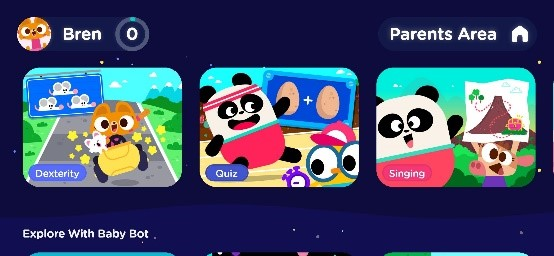 Bren
0
Parents Area
+
Dexterity
Quiz
Singing
Explore With Baby Bot